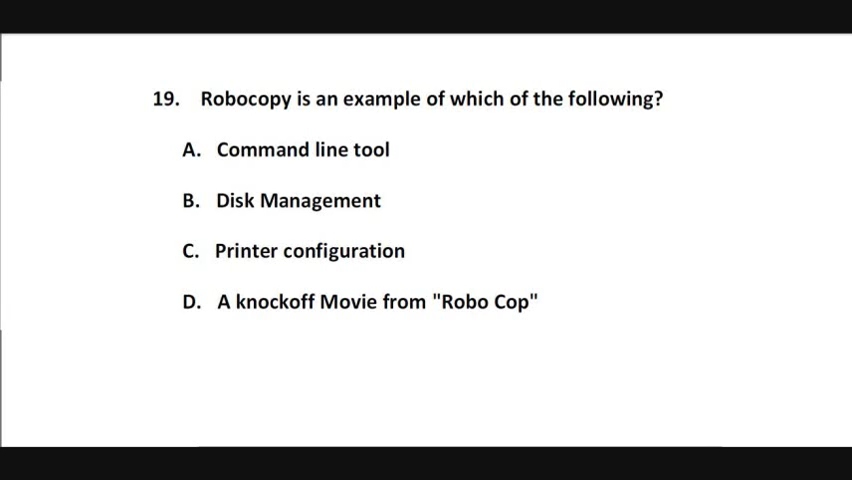 19. Robocopy is an example of which of the following?
A. Command line tool
B. Disk Management
C. Printer configuration
D. A knockoff Movie from "Robo Cop"